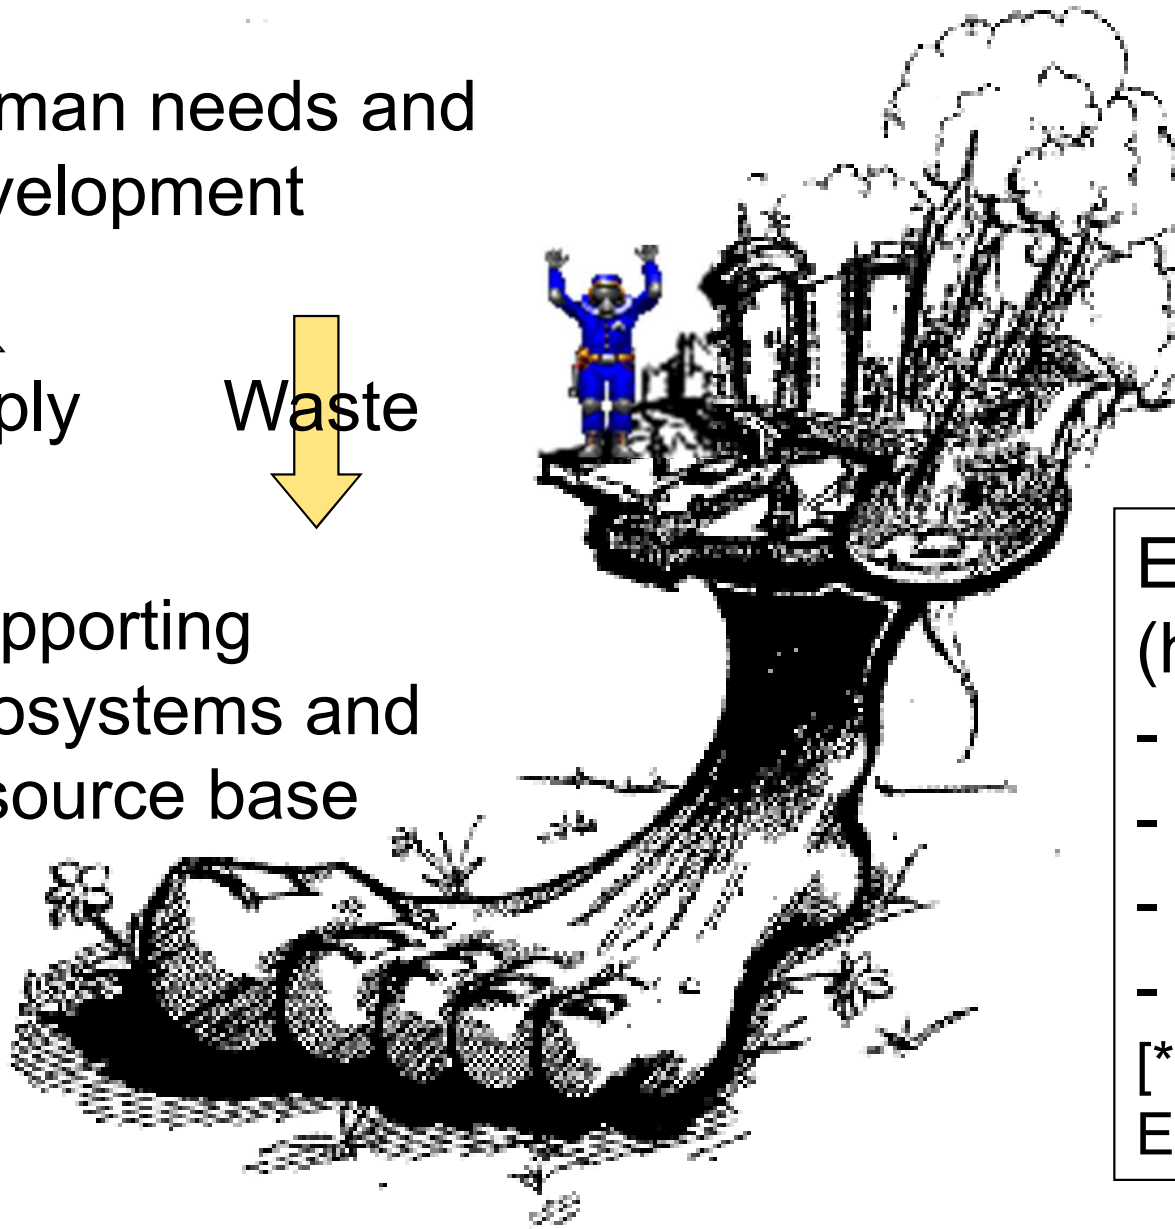 man needs and
velopment
ply Waste
pporting
osystems and
source base
E
(h
-
-
-
-
[*
E